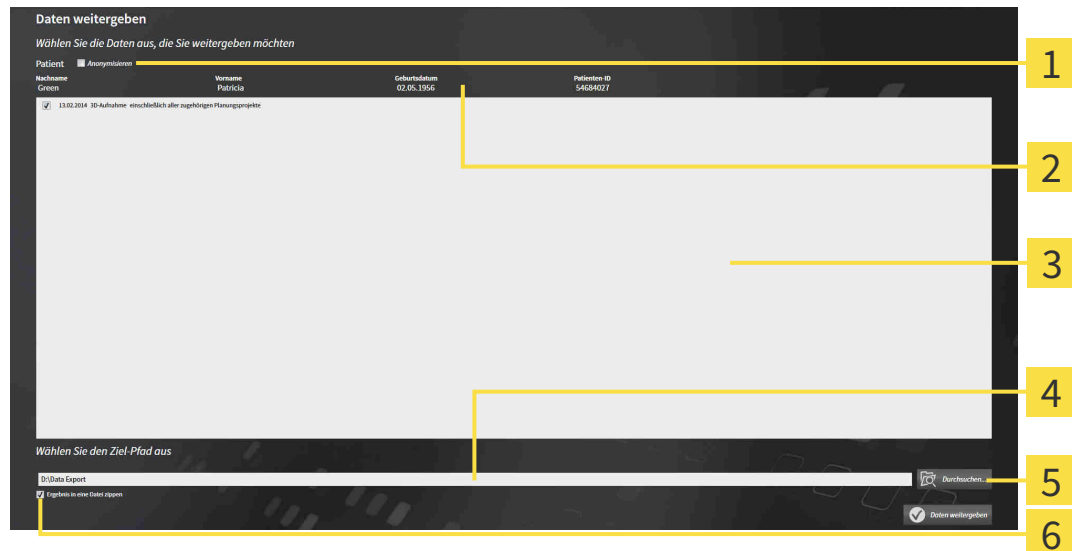 Daten weitergeben
Wählen Sie die Daten aus, die Sie weitergeben möchten
Patient Anonymisieren
1
Nachname Vorname Geburtsdatum Patienten-ID
Green Patricia 02.05.1956 54684027
13.02.2014 3D-Aufnahme einschließlich aller zugehörigen Planungsprojekte
2
3
4
Wählen Sie den Ziel-Pfad aus
D:\Data Export Durchsuchen...
5
Ergebnis in eine Datei zippen
Daten weitergeben
6